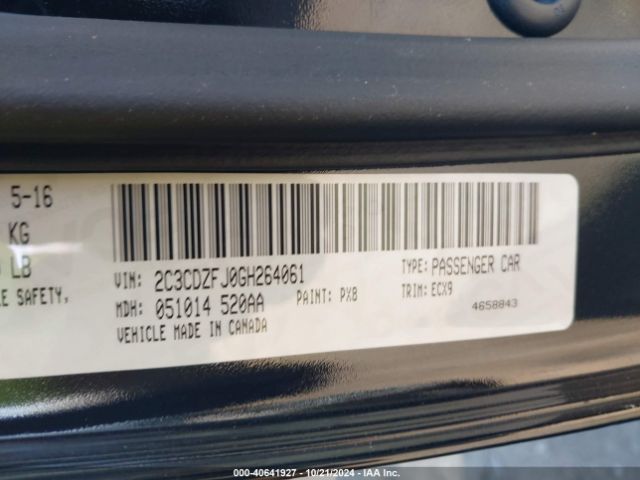 5-16
KG
LB
LE SAFETY,
VIN: 2C3CDZFJ0GH264061
TYPE: PASSENGER CAR
MDH: 051014 520AA
PAINT: PX8
TRIM: ECX9
VEHICLE MADE IN CANADA
4658843
000-40641927 - 10/21/2024 - IAA Inc.